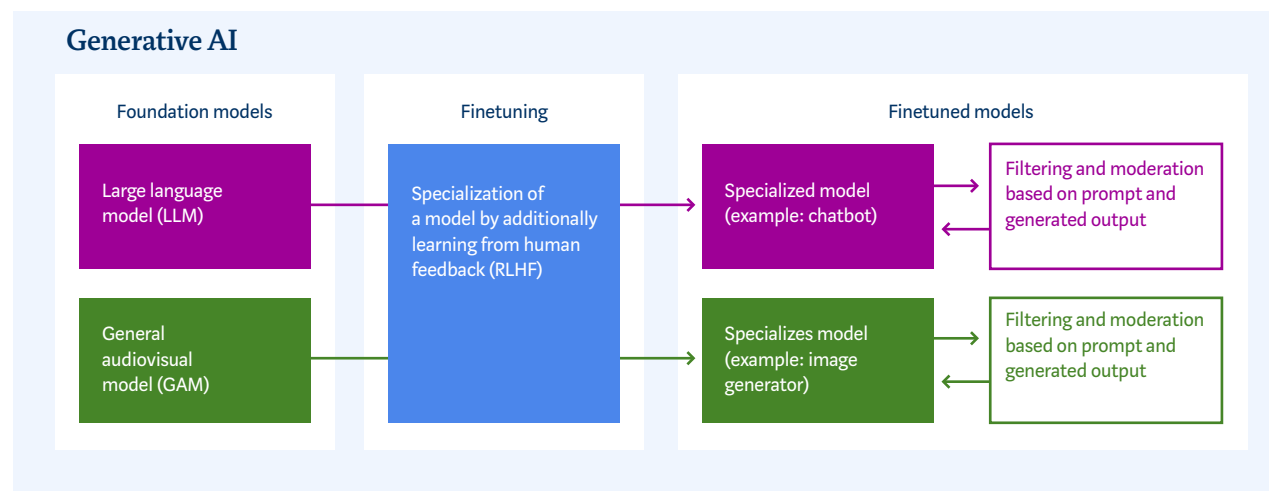 Generative AI
Foundation models
Finetuning
Finetuned models
Large language
model (LLM)
Specialization of
a model by additionally
learning from human
feedback (RLHF)
Specialized model
(example: chatbot)
Filtering and moderation
based on prompt and
generated output
General
audiovisual
model (GAM)
Specializes model
(example: image
generator)
Filtering and moderation
based on prompt and
generated output